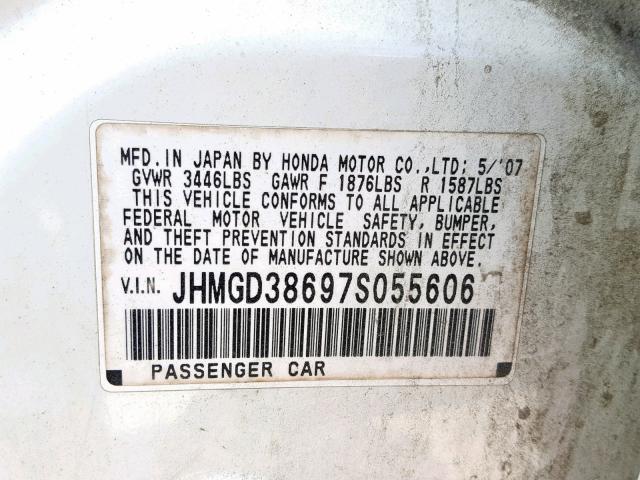 MFD. IN JAPAN BY HONDA MOTOR CO., LTD; 5/'07
GVWR 3446LBS GAWR F 1876LBS R 1587LBS
THIS VEHICLE CONFORMS TO ALL APPLICABLE
FEDERAL MOTOR VEHICLE SAFETY, BUMPER,
AND THEFT PREVENTION STANDARDS IN EFFECT
ON THE DATE OF MANUFACTURE SHOWN ABOVE.
V.I.N. JHMGD38697S055606
PASSENGER CAR